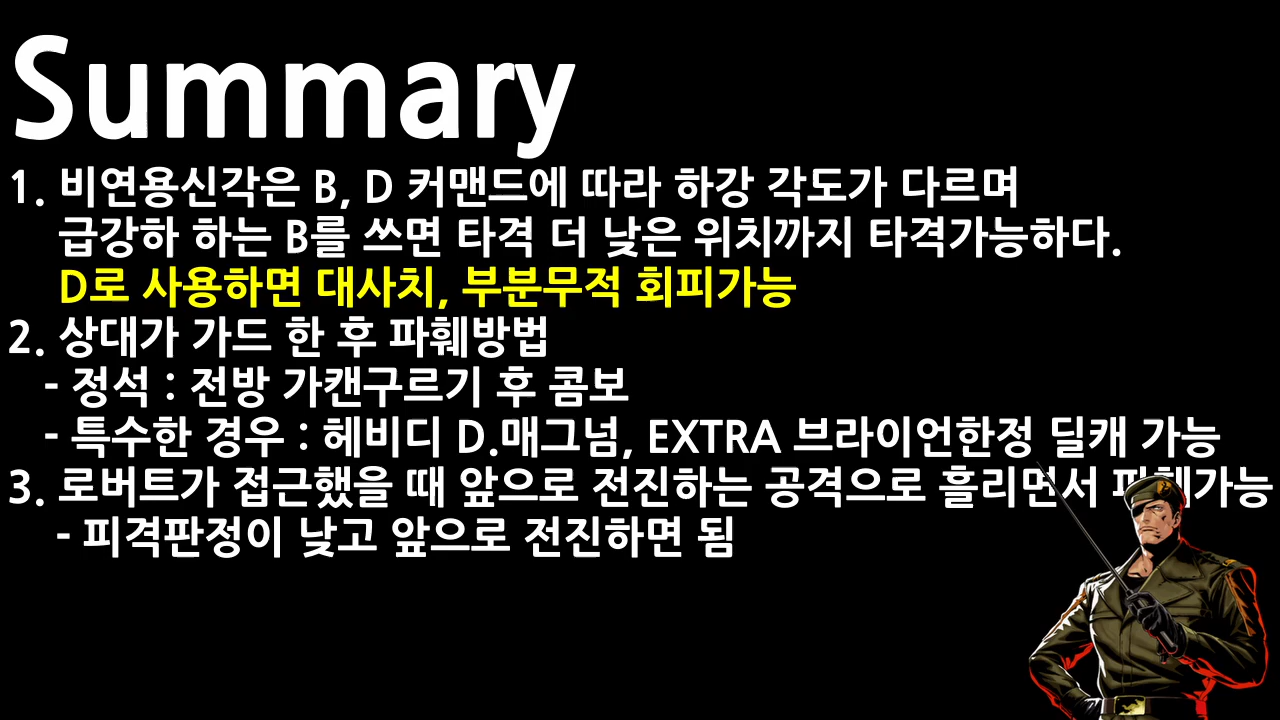 Summary
1. 비연용신각은 B, D 커맨드에 따라 하강 각도가 다르며
급강하 하는 B를 쓰면 타격 더 낮은 위치까지 타격가능하다.
D로 사용하면 대사치, 부분무적 회피가능
2. 상대가 가드 한 후 파훼방법
- 정석 : 전방 가캔구르기 후 콤보
- 특수한 경우 : 헤비디 D.매그넘, EXTRA 브라이언한정 딜캐 가능
3. 로버트가 접근했을 때 앞으로 전진하는 공격으로 흘리면서 파훼가능
- 피격판정이 낮고 앞으로 전진하면 됨